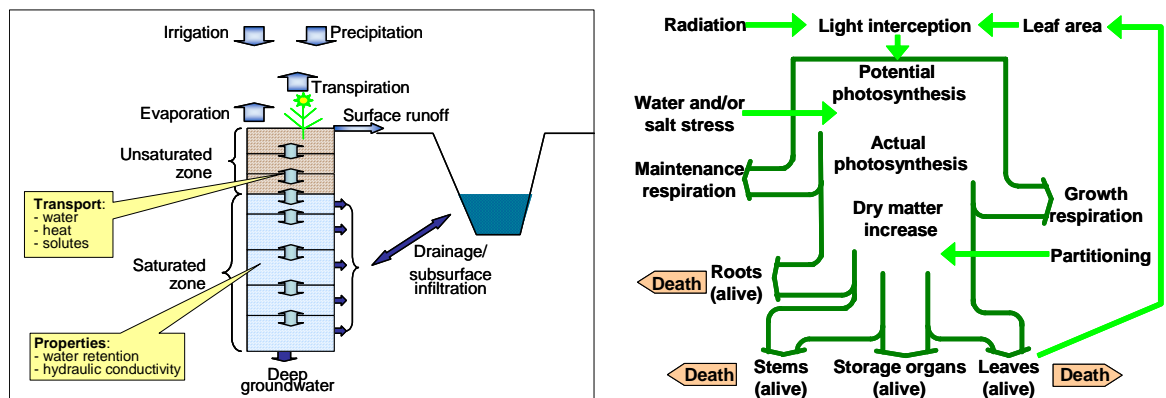 Irrigation
Precipitation
Transpiration
Evaporation
Surface runoff
Unsaturated
zone
Transport:
- water
- heat
- solutes
Saturated
zone
Drainage/
subsurface
infiltration
Properties:
- water retention
- hydraulic conductivity
Deep
groundwater
Radiation
Light interception
Leaf area
Potential
photosynthesis
Water and/or
salt stress
Actual
photosynthesis
Maintenance
respiration
Growth
respiration
Dry matter
increase
Partitioning
Death
Roots
(alive)
Death
Stems
(alive)
Storage organs
(alive)
Leaves
(alive)
Death